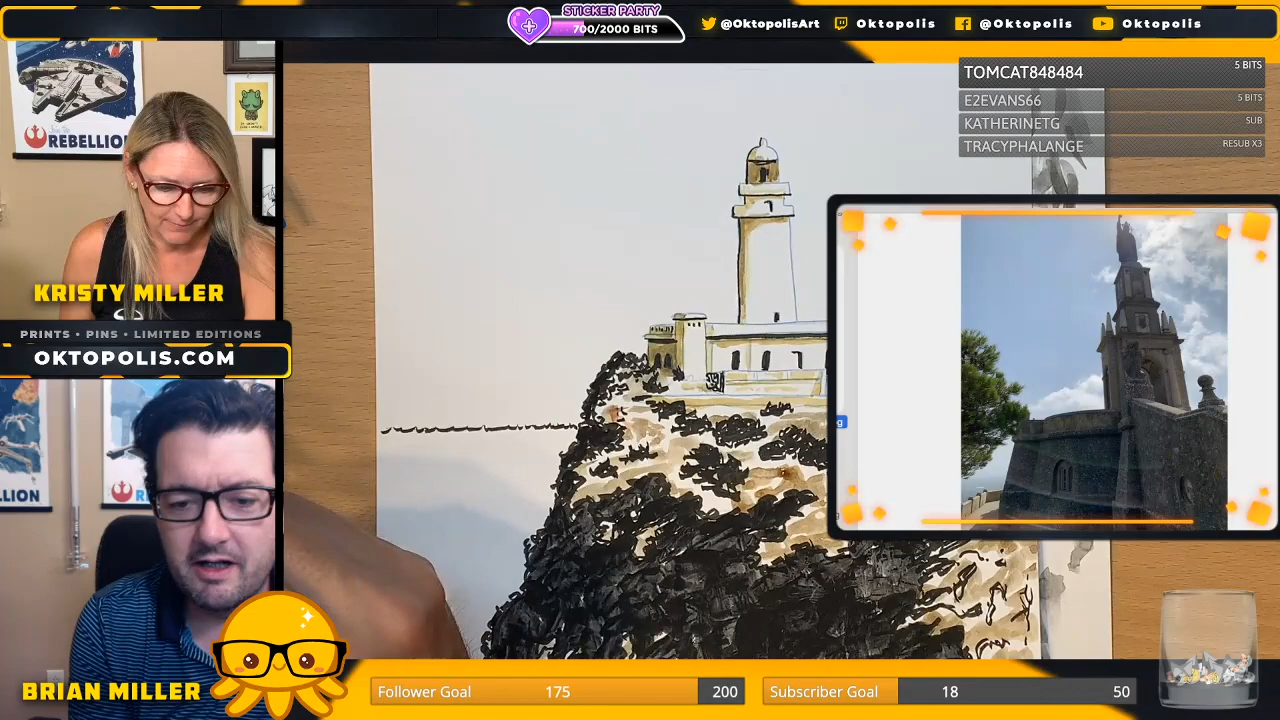 STICKER PARTY
700/2000 BITS
@OktopolisArt
Oktopolis
@Oktopolis
Oktopolis
TOMCAT848484
5 BITS
E2EVANS66
5 BITS
KATHERINETG
SUB
TRACYPHALANGE
RESUB X3
REBELLION
KRISTY MILLER
PRINTS • PINS • LIMITED EDITIONS
OKTOPOLIS.COM
LLION
BRIAN MILLER
Follower Goal
175
200
Subscriber Goal
18
50